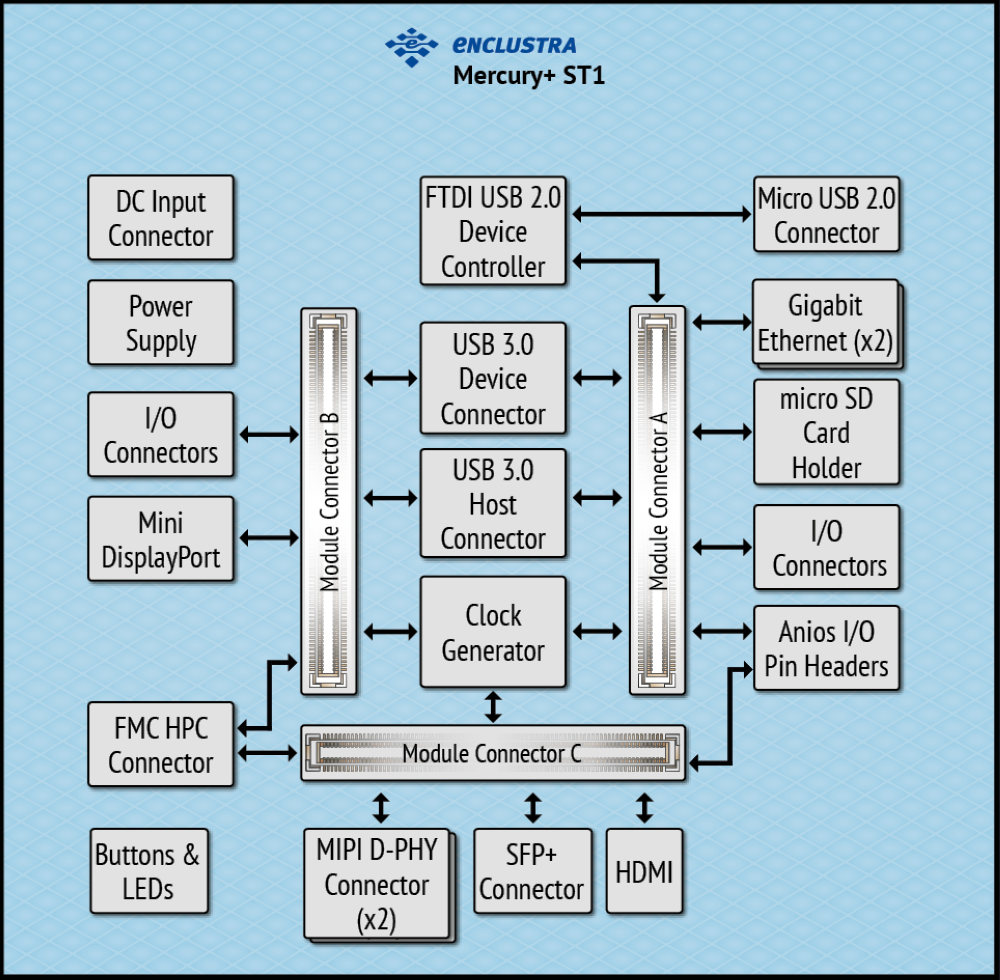 ENCLUSTRA
Mercury+ ST1
DC Input
Connector
FTDI USB 2.0
Device
Controller
Micro USB 2.0
Connector
Power
Supply
Gigabit
Ethernet (x2)
USB 3.0
Device
Connector
micro SD
Card
Holder
I/O
Connectors
Module Connector B
Module Connector A
USB 3.0
Host
Connector
Mini
DisplayPort
I/O
Connectors
Clock
Generator
Anios I/O
Pin Headers
FMC HPC
Connector
Module Connector C
Buttons &
LEDs
MIPI D-PHY
Connector
(x2)
SFP+
Connector
HDMI